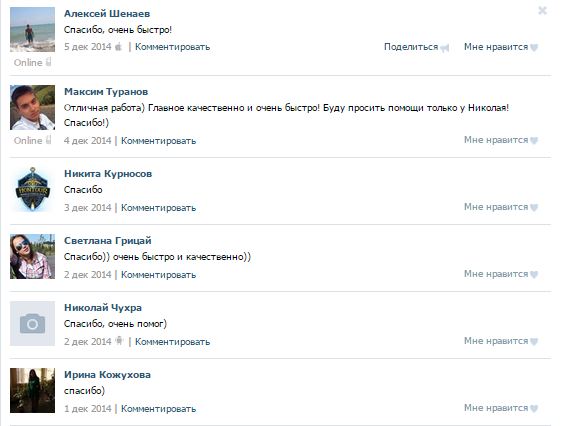 Алексей Шенаев
Спасибо, очень быстро!
5 дек 2014 | Комментировать Поделиться Мне нравится
Online
Максим Туранов
Отличная работа) Главное качественно и очень быстро! Буду просить помощи только у Николая!
Спасибо!)
Online 4 дек 2014 | Комментировать Мне нравится
HONTOUR
Никита Курносов
Спасибо
3 дек 2014 | Комментировать Мне нравится
Светлана Грицай
Спасибо)) очень быстро и качественно))
2 дек 2014 | Комментировать Мне нравится
Николай Чухра
Спасибо, очень помог)
2 дек 2014 | Комментировать Мне нравится
Ирина Кожухова
спасибо)
1 дек 2014 | Комментировать Мне нравится